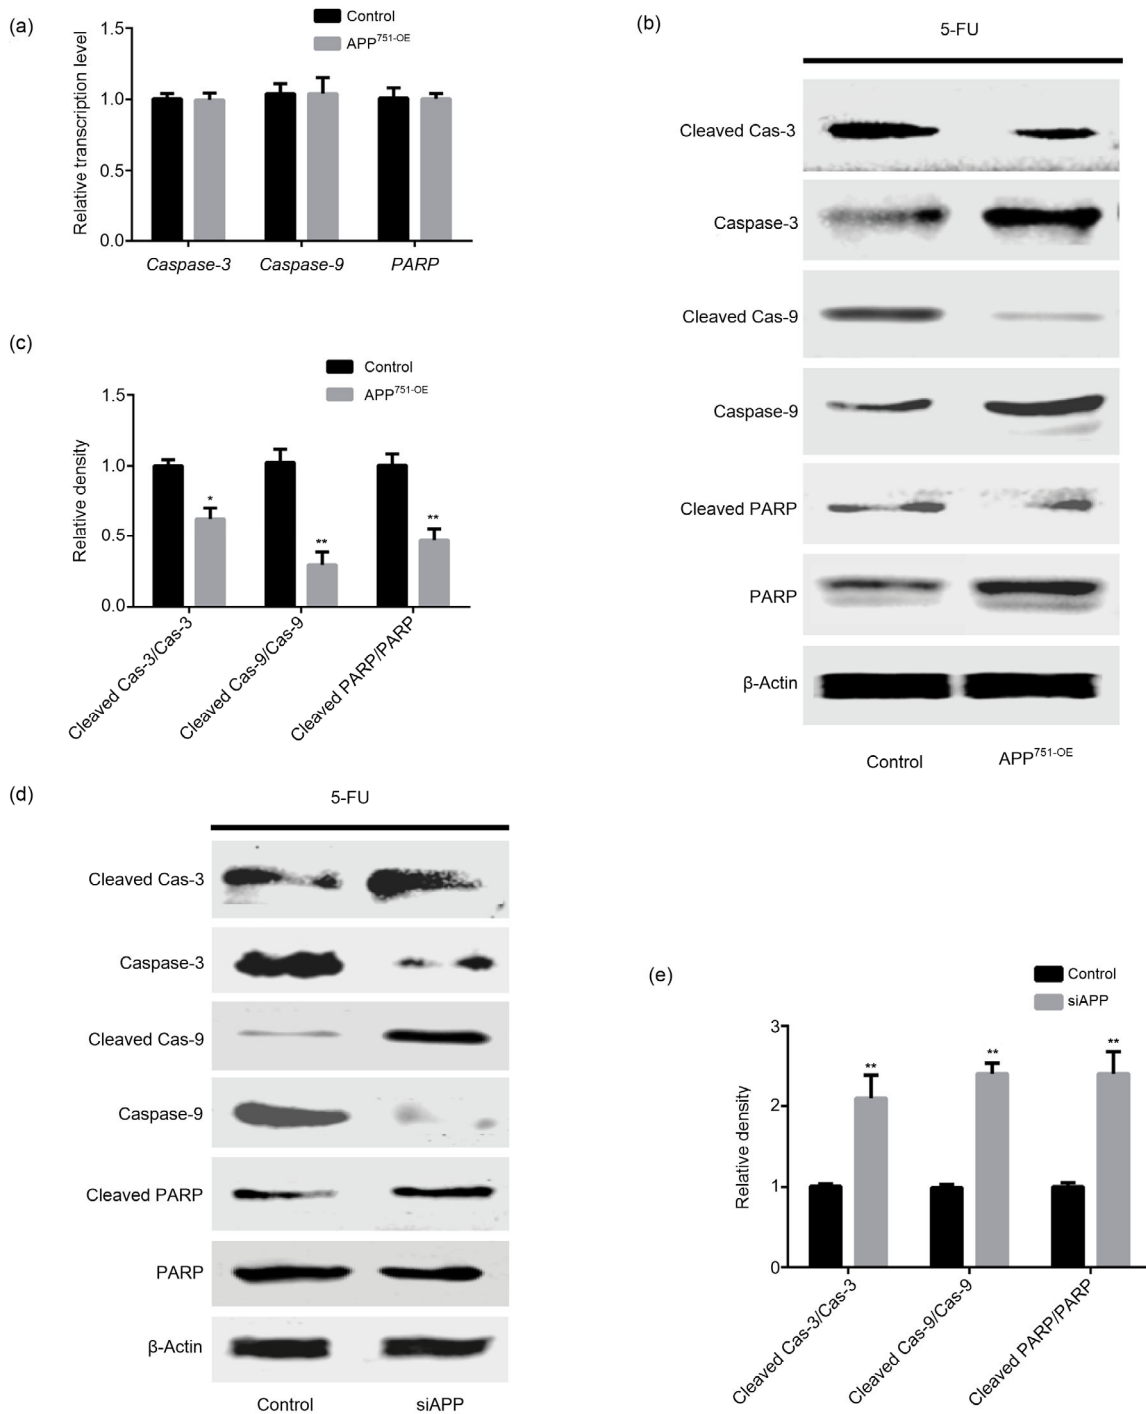 (a)
Control
APP751-OE
Relative transcription level
1.5
1.0
0.5
0.0
Caspase-3 Caspase-9 PARP
(b)
5-FU
Cleaved Cas-3
Caspase-3
Cleaved Cas-9
Caspase-9
Cleaved PARP
PARP
β-Actin
Control APP751-OE
(c)
Control
APP751-OE
Relative density
1.5
1.0
0.5
0.0
*
**
**
Cleaved Cas-3/Cas-3
Cleaved Cas-9/Cas-9
Cleaved PARP/PARP
(d)
5-FU
Cleaved Cas-3
Caspase-3
Cleaved Cas-9
Caspase-9
Cleaved PARP
PARP
β-Actin
Control siAPP
(e)
Control
siAPP
Relative density
3
2
1
0
**
**
**
Cleaved Cas-3/Cas-3
Cleaved Cas-9/Cas-9
Cleaved PARP/PARP